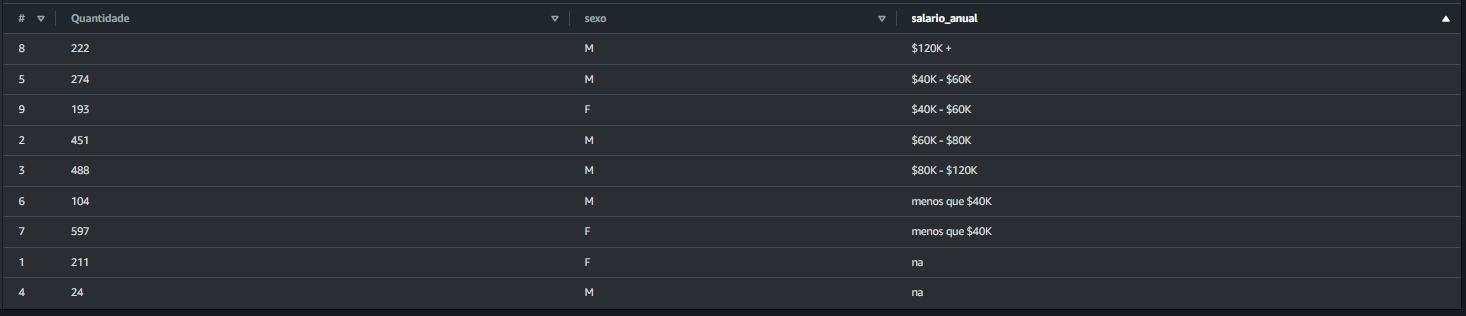 # Quantidade sexo salario_anual
8 222 M $120K +
5 274 M $40K - $60K
9 193 F $40K - $60K
2 451 M $60K - $80K
3 488 M $80K - $120K
6 104 M menos que $40K
7 597 F menos que $40K
1 211 F na
4 24 M na